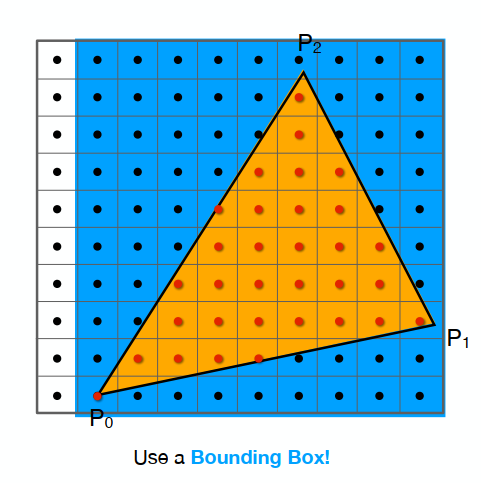 P₂
P₁
P₀
Use a Bounding Box!